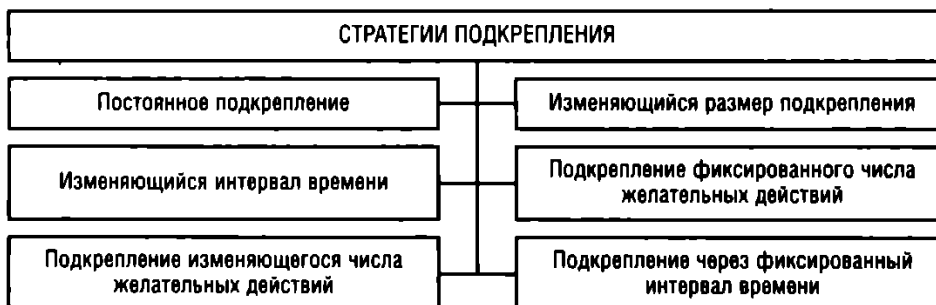 СТРАТЕГИИ ПОДКРЕПЛЕНИЯ
Постоянное подкрепление
Изменяющийся размер подкрепления
Изменяющийся интервал времени
Подкрепление фиксированного числа
желательных действий
Подкрепление изменяющегося числа
желательных действий
Подкрепление через фиксированный
интервал времени